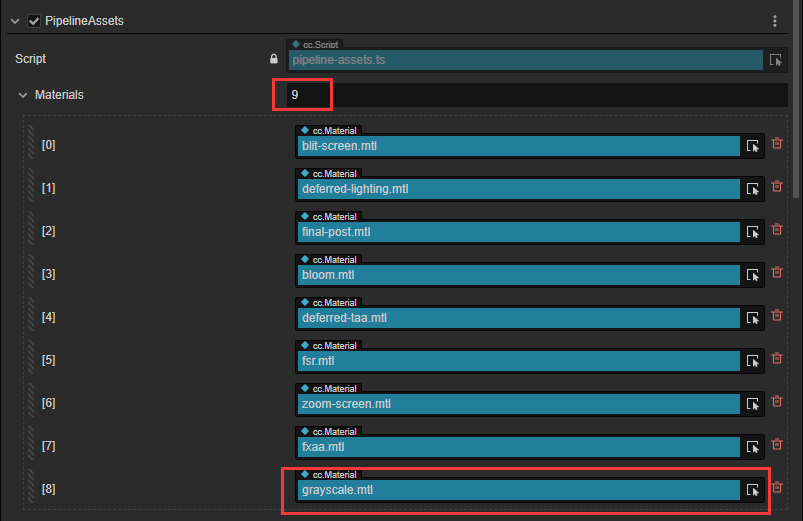 PipelineAssets
cc.Script
Script
pipeline-assets.ts
Materials
9
cc.Material
[0]
blit-screen.mtl
cc.Material
[1]
deferred-lighting.mtl
cc.Material
[2]
final-post.mtl
cc.Material
[3]
bloom.mtl
cc.Material
[4]
deferred-taa.mtl
cc.Material
[5]
fsr.mtl
cc.Material
[6]
zoom-screen.mtl
cc.Material
[7]
fxaa.mtl
cc.Material
[8]
grayscale.mtl